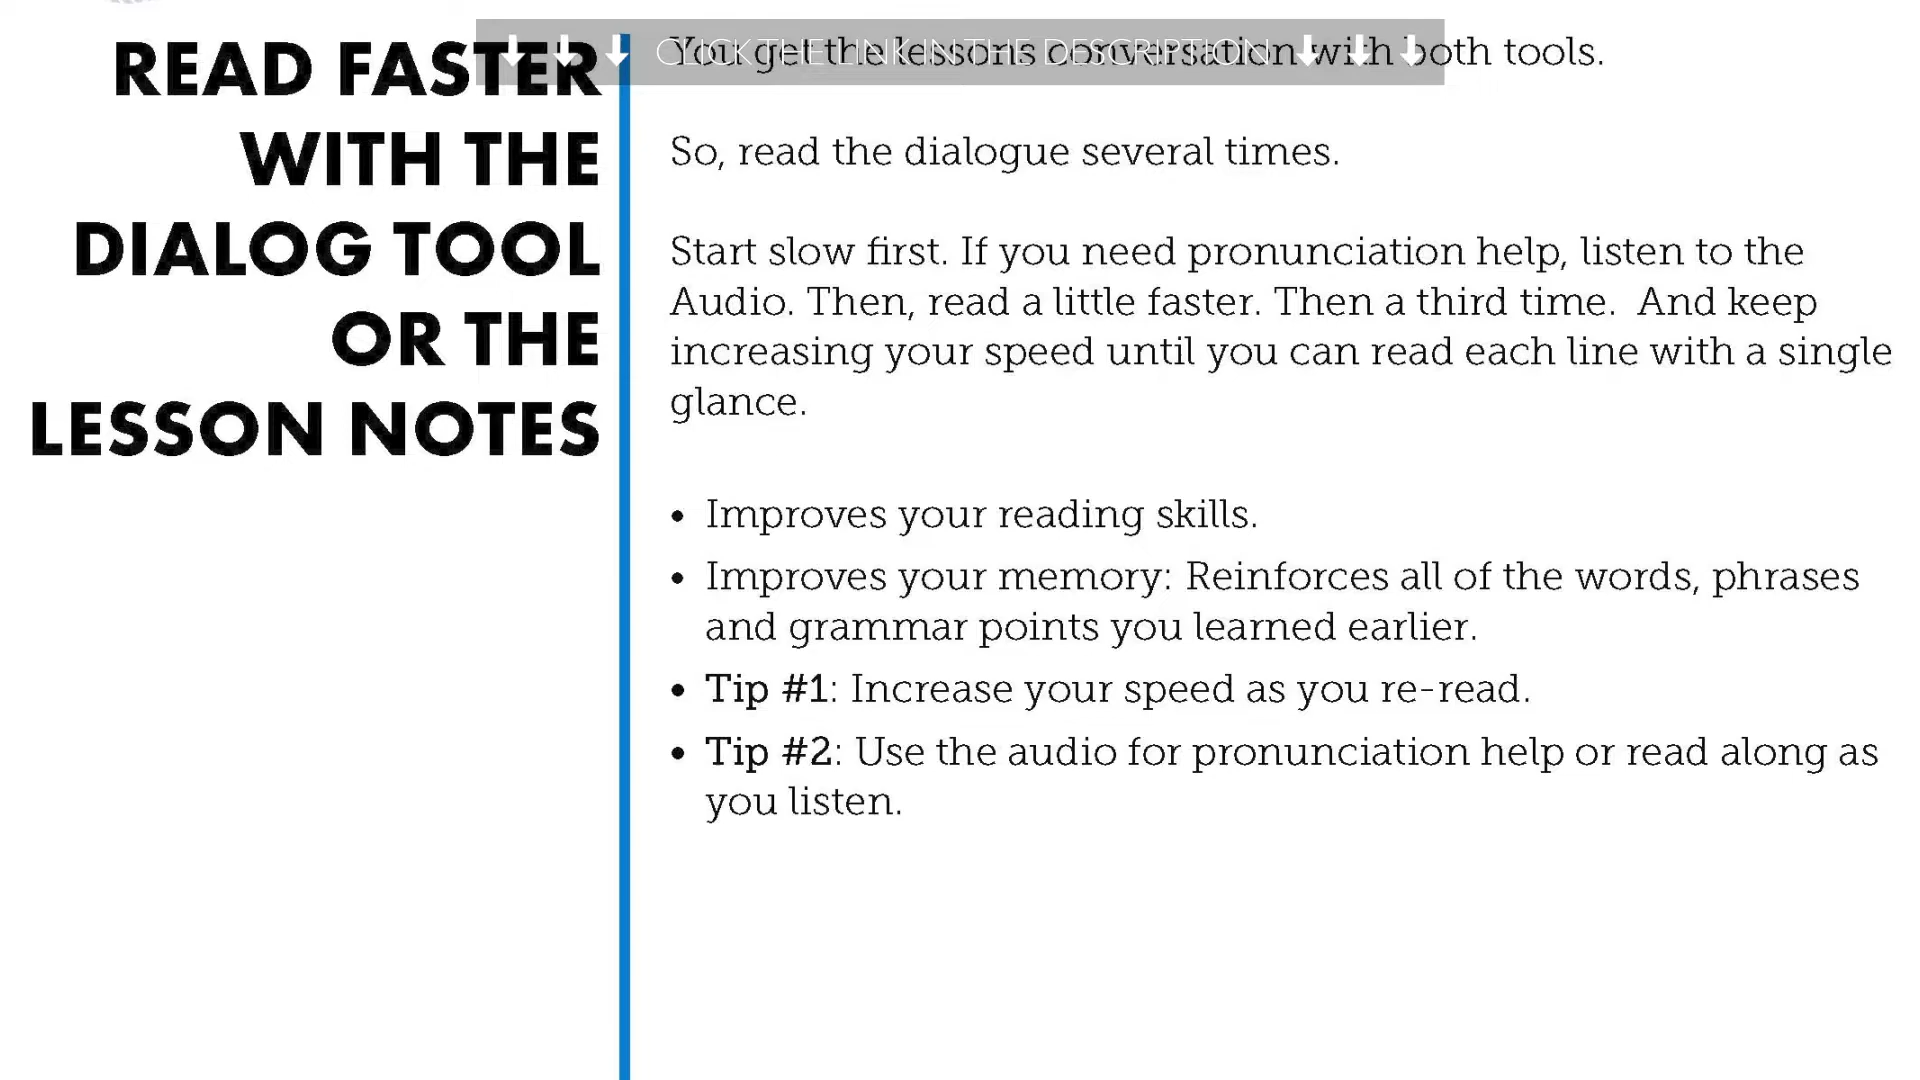 READ FASTER
WITH THE
DIALOG TOOL
OR THE
LESSON NOTES
CLICK THE LINK IN THE DESCRIPTION
You get the lessons conversation with both tools.
So, read the dialogue several times.
Start slow first. If you need pronunciation help, listen to the
Audio. Then, read a little faster. Then a third time.  And keep
increasing your speed until you can read each line with a single
glance.
• Improves your reading skills.
• Improves your memory: Reinforces all of the words, phrases
and grammar points you learned earlier.
• Tip #1: Increase your speed as you re-read.
• Tip #2: Use the audio for pronunciation help or read along as
you listen.